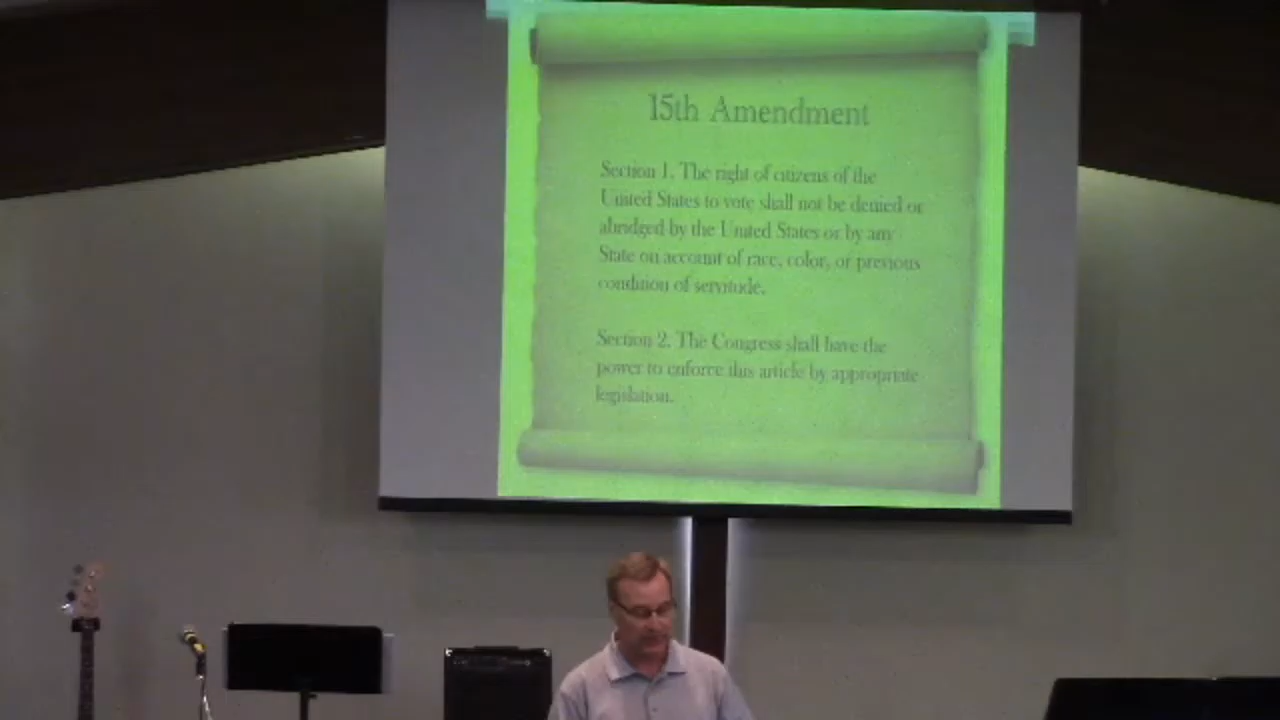 15th Amendment
Section 1. The right of citizens of the
United States to vote shall not be denied or
abridged by the United States or by any
State on account of race, color, or previous
condition of servitude.
Section 2. The Congress shall have the
power to enforce this article by appropriate
legislation.